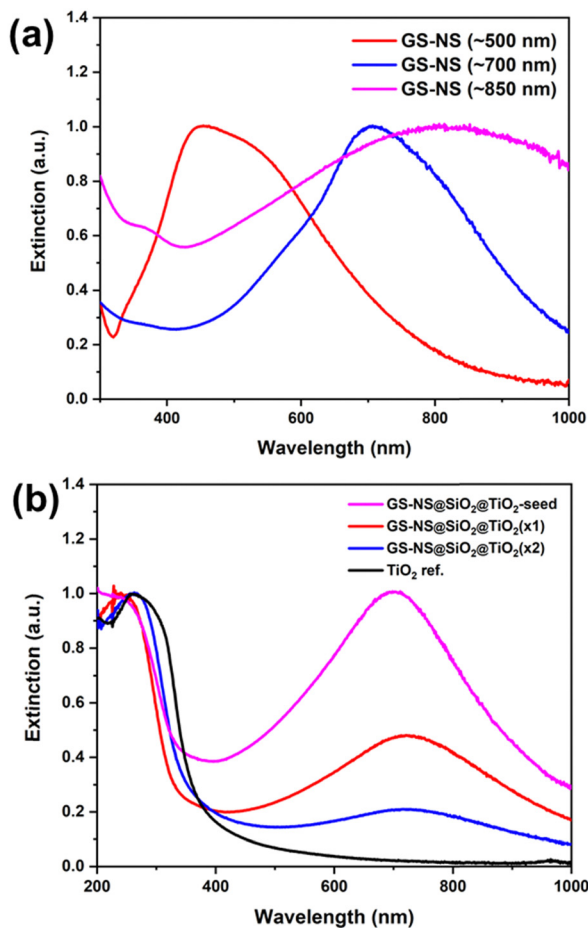 (a)
1.4
1.2
1.0
0.8
0.6
0.4
0.2
0.0
Extinction (a.u.)
GS-NS (~500 nm)
GS-NS (~700 nm)
GS-NS (~850 nm)
400
600
800
1000
Wavelength (nm)
(b)
1.4
1.2
1.0
0.8
0.6
0.4
0.2
0.0
Extinction (a.u.)
GS-NS@SiO₂@TiO₂-seed
GS-NS@SiO₂@TiO₂(x1)
GS-NS@SiO₂@TiO₂(x2)
TiO₂ ref.
200
400
600
800
1000
Wavelength (nm)